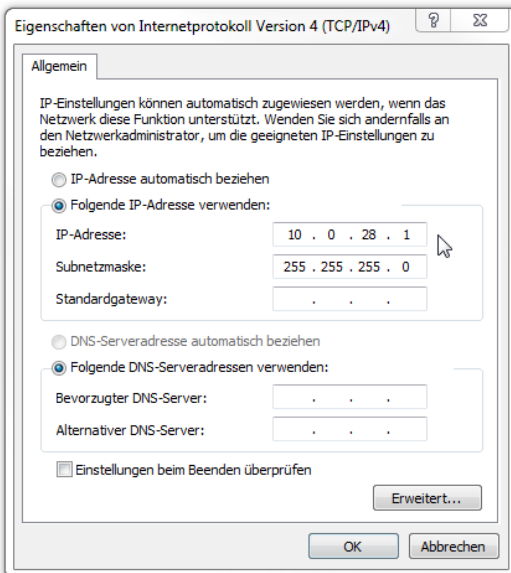 Eigenschaften von Internetprotokoll Version 4 (TCP/IPv4)
Allgemein
IP-Einstellungen können automatisch zugewiesen werden, wenn das
Netzwerk diese Funktion unterstützt. Wenden Sie sich andernfalls an
den Netzwerkadministrator, um die geeigneten IP-Einstellungen zu
beziehen.
IP-Adresse automatisch beziehen
Folgende IP-Adresse verwenden:
IP-Adresse: 10 . 0 . 28 . 1
Subnetzmaske: 255 . 255 . 255 . 0
Standardgateway: . . .
DNS-Serveradresse automatisch beziehen
Folgende DNS-Serveradressen verwenden:
Bevorzugter DNS-Server: . . .
Alternativer DNS-Server: . . .
Einstellungen beim Beenden überprüfen
Erweitert...
OK Abbrechen